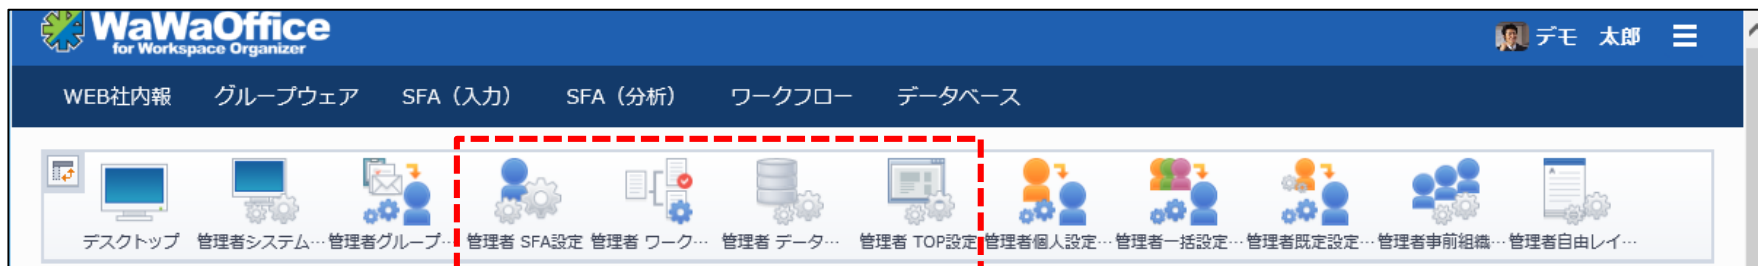 WaWaOffice
for Workspace Organizer
デモ 太郎
WEB社内報 グループウェア SFA（入力） SFA（分析） ワークフロー データベース
デスクトップ 管理者システム… 管理者グループ… 管理者 SFA設定 管理者 ワーク… 管理者 データ… 管理者 TOP設定 管理者個人設定… 管理者一括設定… 管理者既定設定… 管理者事前組織… 管理者自由レイ…